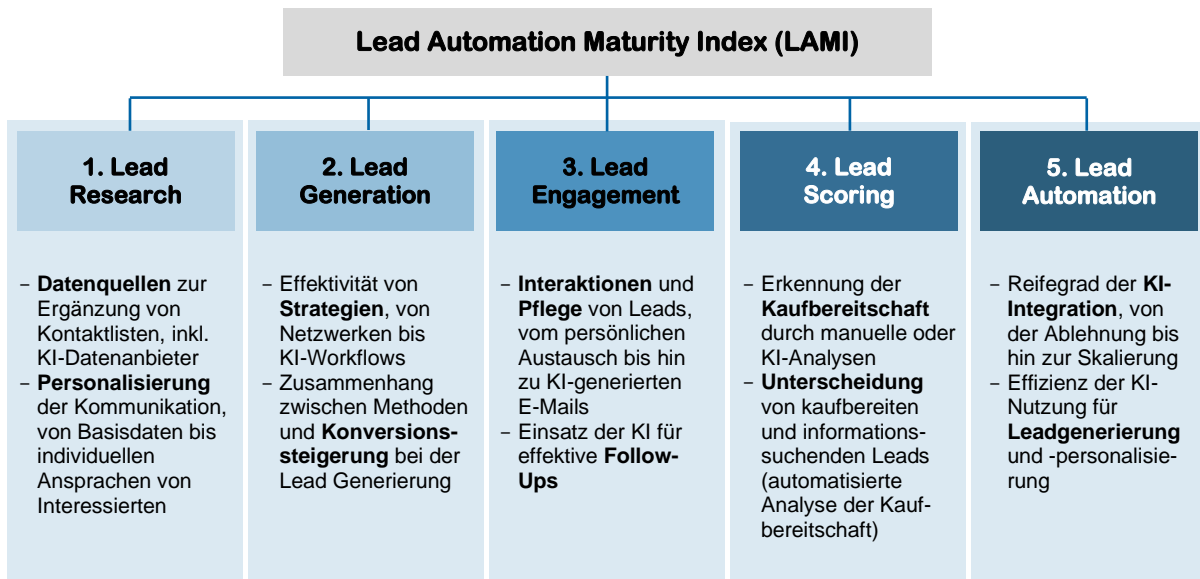 Lead Automation Maturity Index (LAMI)
1. Lead
Research
– Datenquellen zur
Ergänzung von
Kontaktlisten, inkl.
KI-Datenanbieter
– Personalisierung
der Kommunikation,
von Basisdaten bis
individuellen
Ansprachen von
Interessierten
2. Lead
Generation
– Effektivität von
Strategien, von
Netzwerken bis
KI-Workflows
– Zusammenhang
zwischen Methoden
und Konversions-
steigerung bei der
Lead Generierung
3. Lead
Engagement
– Interaktionen und
Pflege von Leads,
vom persönlichen
Austausch bis hin
zu KI-generierten
E-Mails
– Einsatz der KI für
effektive Follow-
Ups
4. Lead
Scoring
– Erkennung der
Kaufbereitschaft
durch manuelle oder
KI-Analysen
– Unterscheidung
von kaufbereiten
und informations-
suchenden Leads
(automatisierte
Analyse der Kauf-
bereitschaft)
5. Lead
Automation
– Reifegrad der KI-
Integration, von
der Ablehnung bis
hin zur Skalierung
– Effizienz der KI-
Nutzung für
Leadgenerierung
und -personalisie-
rung